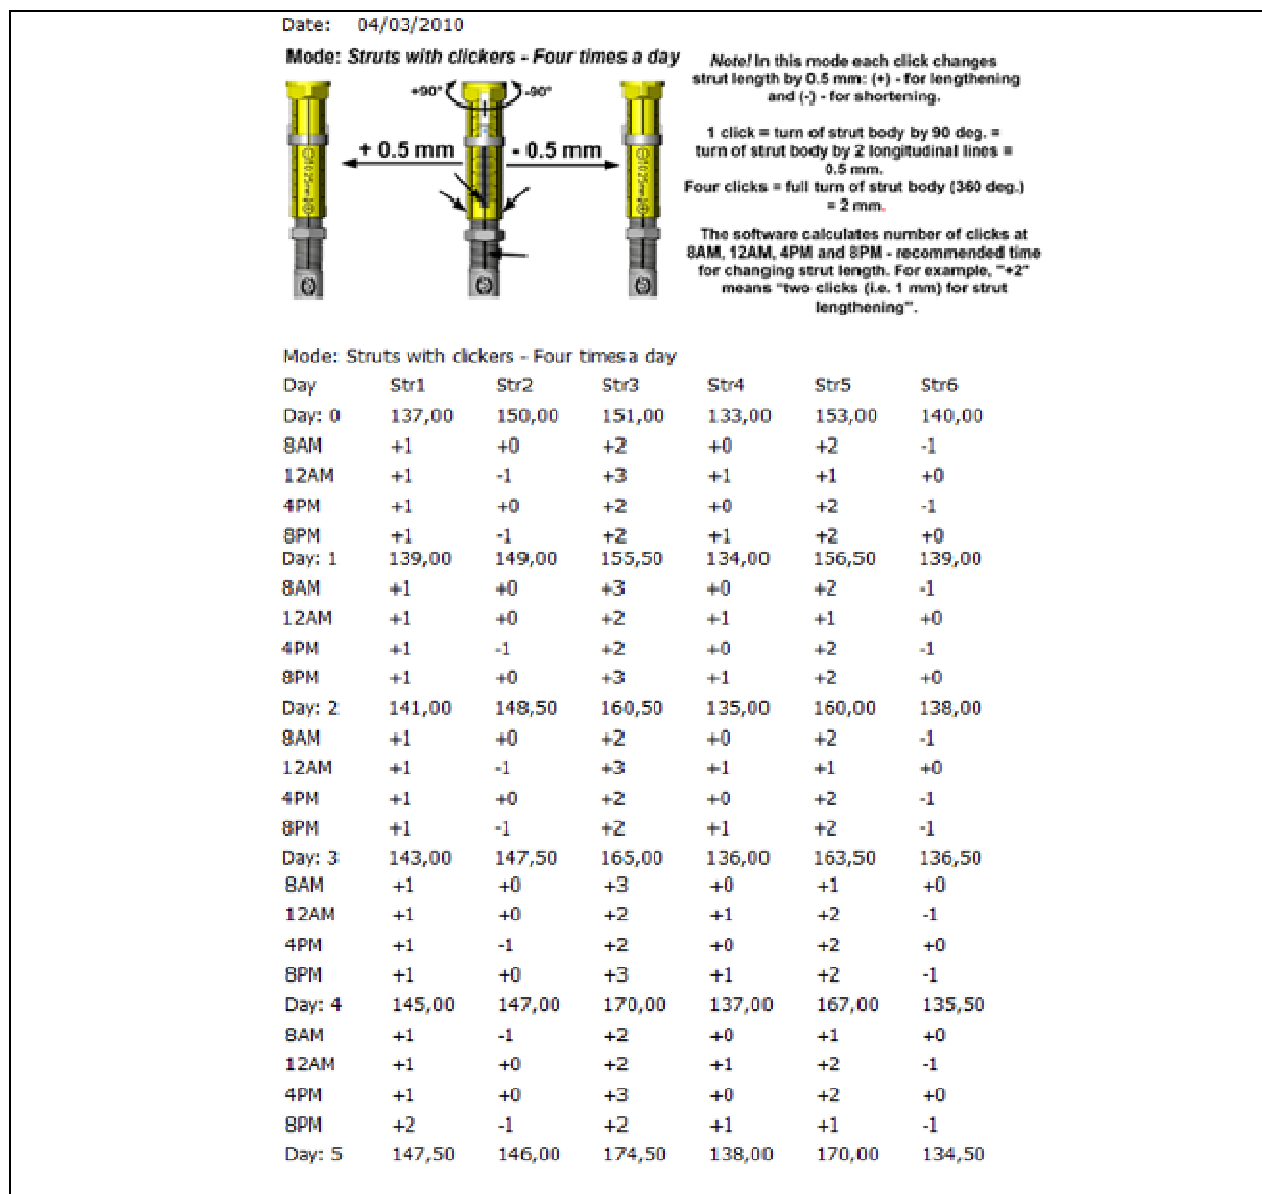 Date: 04/03/2010
Mode: Struts with clickers - Four times a day
Note! In this mode each click changes
strut length by 0.5 mm: (+) - for lengthening
and (-) - for shortening.
+90° -90°
+ 0.5 mm - 0.5 mm
1 click = turn of strut body by 90 deg. =
turn of strut body by 2 longitudinal lines =
0.5 mm.
Four clicks = full turn of strut body (360 deg.)
= 2 mm.
The software calculates number of clicks at
8AM, 12AM, 4PM and 8PM - recommended time
for changing strut length. For example, "'+2"
means "two clicks (i.e. 1 mm) for strut
lengthening"'.
Mode: Struts with clickers - Four times a day
Day Str1 Str2 Str3 Str4 Str5 Str6
Day: 0 137,00 150,00 151,00 133,00 153,00 140,00
8AM +1 +0 +2 +0 +2 -1
12AM +1 -1 +3 +1 +1 +0
4PM +1 +0 +2 +0 +2 -1
8PM +1 -1 +2 +1 +2 +0
Day: 1 139,00 149,00 155,50 134,00 156,50 139,00
8AM +1 +0 +3 +0 +2 -1
12AM +1 +0 +2 +1 +1 +0
4PM +1 -1 +2 +0 +2 -1
8PM +1 +0 +3 +1 +2 +0
Day: 2 141,00 148,50 160,50 135,00 160,00 138,00
8AM +1 +0 +2 +0 +2 -1
12AM +1 -1 +3 +1 +1 +0
4PM +1 +0 +2 +0 +2 -1
8PM +1 -1 +2 +1 +2 -1
Day: 3 143,00 147,50 165,00 136,00 163,50 136,50
8AM +1 +0 +3 +0 +1 +0
12AM +1 +0 +2 +1 +2 -1
4PM +1 -1 +2 +0 +2 +0
8PM +1 +0 +3 +1 +2 -1
Day: 4 145,00 147,00 170,00 137,00 167,00 135,50
8AM +1 -1 +2 +0 +1 +0
12AM +1 +0 +2 +1 +2 -1
4PM +1 +0 +3 +0 +2 +0
8PM +2 -1 +2 +1 +1 -1
Day: 5 147,50 146,00 174,50 138,00 170,00 134,50